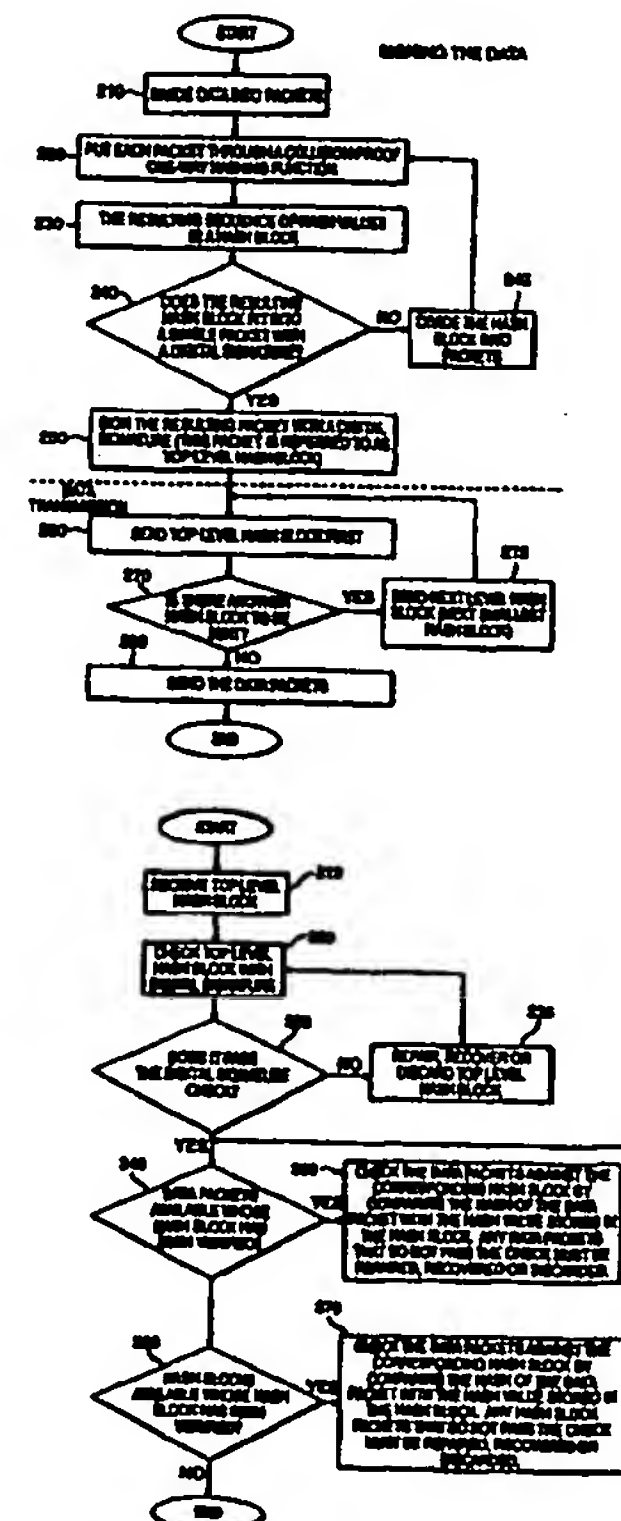 START
THE DATA
210
DIVIDE DATA INTO PACKETS
PUT EACH PACKET THROUGH A COLLISION PROOF
ONE-WAY HASHING FUNCTION
230
THE RESULTING SEQUENCE OF HASH VALUES
IS A HASH BLOCK
240
DOES THE RESULTING
HASH BLOCK FIT INTO
A SINGLE PACKET WITH
A DIGITAL SIGNATURE?
NO
245
DIVIDE THE HASH
BLOCK INTO
PACKETS
YES
250
SIGN THE RESULTING PACKET WITH A DIGITAL
SIGNATURE (THIS PACKET IS REFERRED TO AS
TOP LEVEL HASH BLOCK)
TRANSMISSION
SEND TOP LEVEL HASH BLOCK FIRST
270
IS THERE ANOTHER
HASH BLOCK TO BE
SENT?
YES
275
SEND NEXT LEVEL HASH
BLOCK (NEXT SMALLEST
HASH BLOCK)
NO
SEND THE DATA PACKETS
END
START
RECEIVE TOP LEVEL
HASH BLOCK
CHECK TOP LEVEL
HASH BLOCK WITH
DIGITAL SIGNATURE
DOES IT PASS
THE DIGITAL SIGNATURE
CHECK?
NO
REPAIR, RECOVER OR
DISCARD TOP LEVEL
HASH BLOCK
YES
DATA PACKETS
AVAILABLE WHOSE
HASH BLOCK HAS
BEEN VERIFIED?
YES
CHECK THE DATA PACKETS AGAINST THE
CORRESPONDING HASH BLOCK BY
COMPARING THE HASH OF THE DATA
PACKET WITH THE HASH VALUE STORED IN
THE HASH BLOCK. ANY DATA PACKETS
THAT DO NOT PASS THE CHECK MUST BE
REPAIRED, RECOVERED OR DISCARDED.
HASH BLOCKS
AVAILABLE WHOSE HASH
BLOCK HAS BEEN
VERIFIED?
YES
CHECK THE DATA PACKETS AGAINST THE
CORRESPONDING HASH BLOCK BY
COMPARING THE HASH OF THE DATA
PACKET WITH THE HASH VALUE STORED IN
THE HASH BLOCK. ANY HASH BLOCK
PACKETS THAT DO NOT PASS THE CHECK
MUST BE REPAIRED, RECOVERED OR
DISCARDED.
NO
END